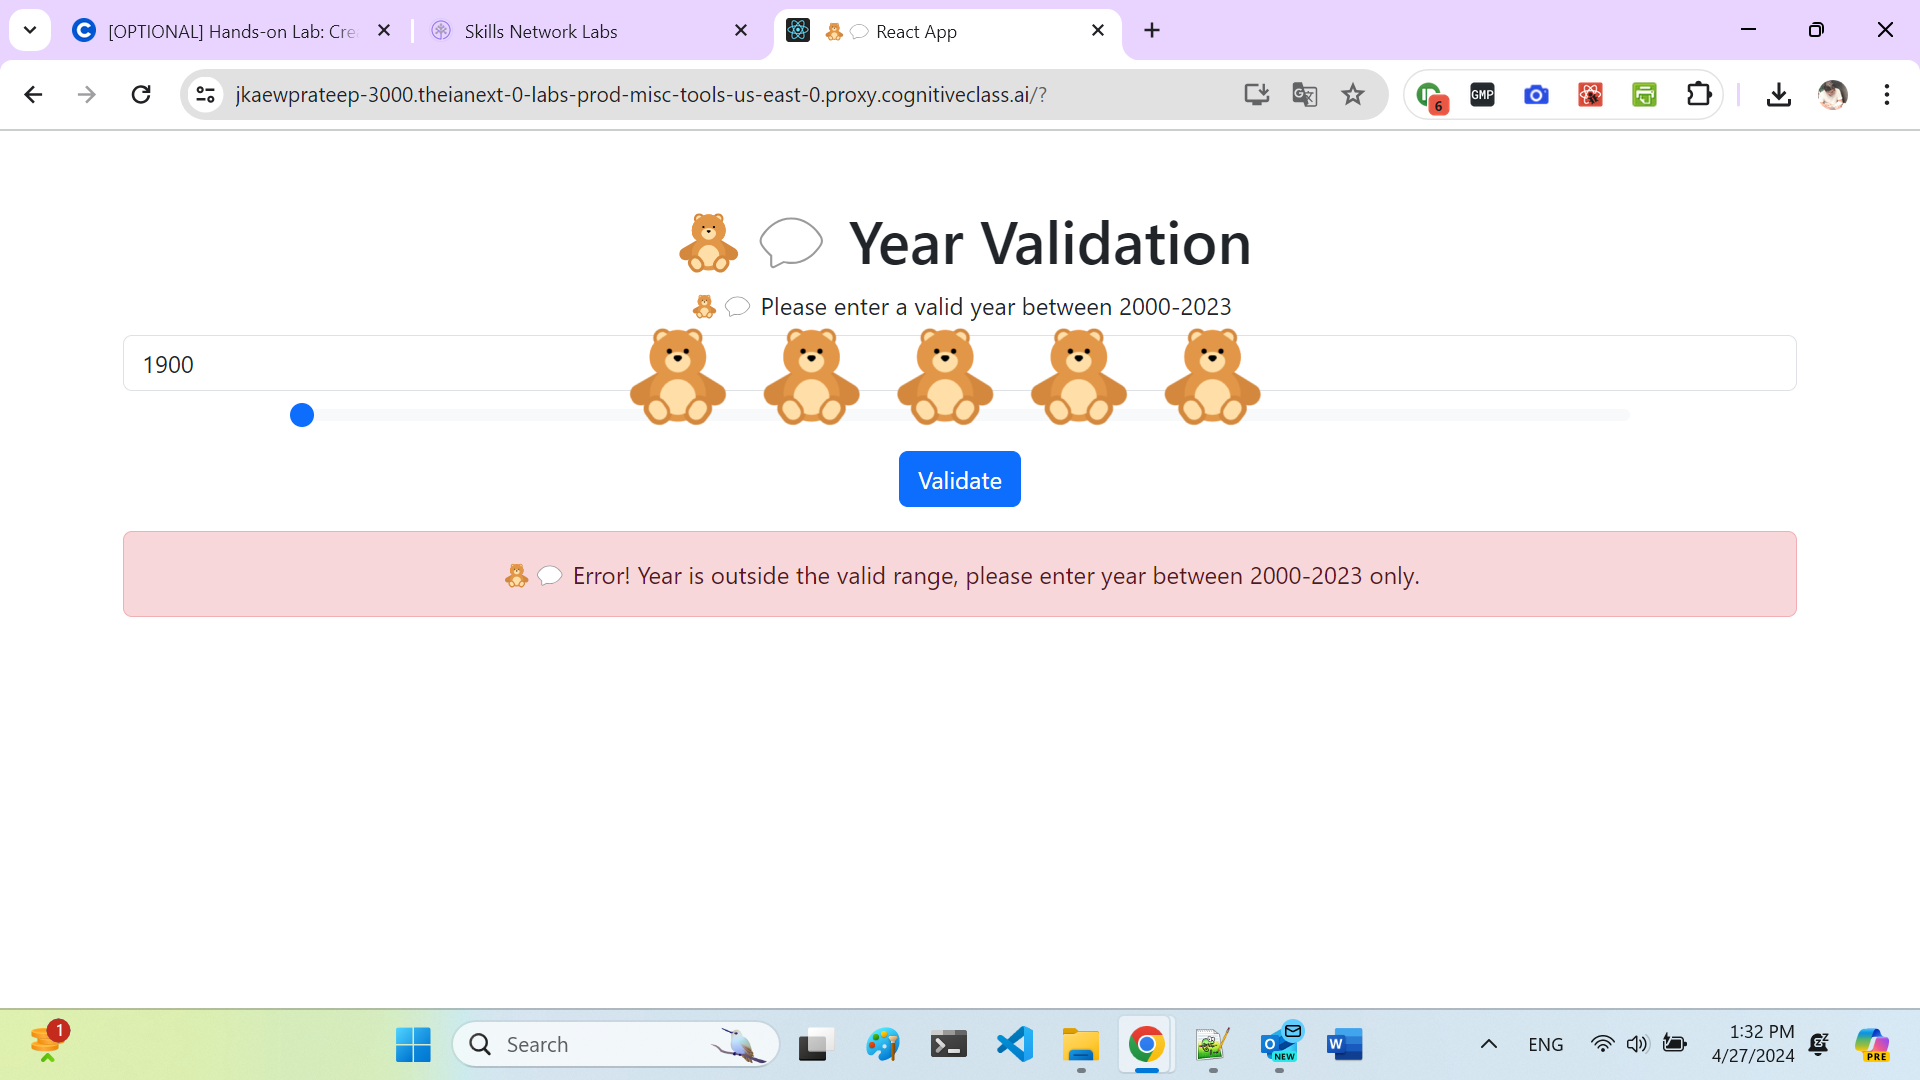 [OPTIONAL] Hands-on Lab: Cre
Skills Network Labs
🧸💬 React App
jkaewprateep-3000.theianext-0-labs-prod-misc-tools-us-east-0.proxy.cognitiveclass.ai/?
6
GMP
🧸💬 Year Validation
🧸💬 Please enter a valid year between 2000-2023
1900
Validate
🧸💬 Error! Year is outside the valid range, please enter year between 2000-2023 only.
1
Search
NEW
W
ENG
1:32 PM
4/27/2024
PRE